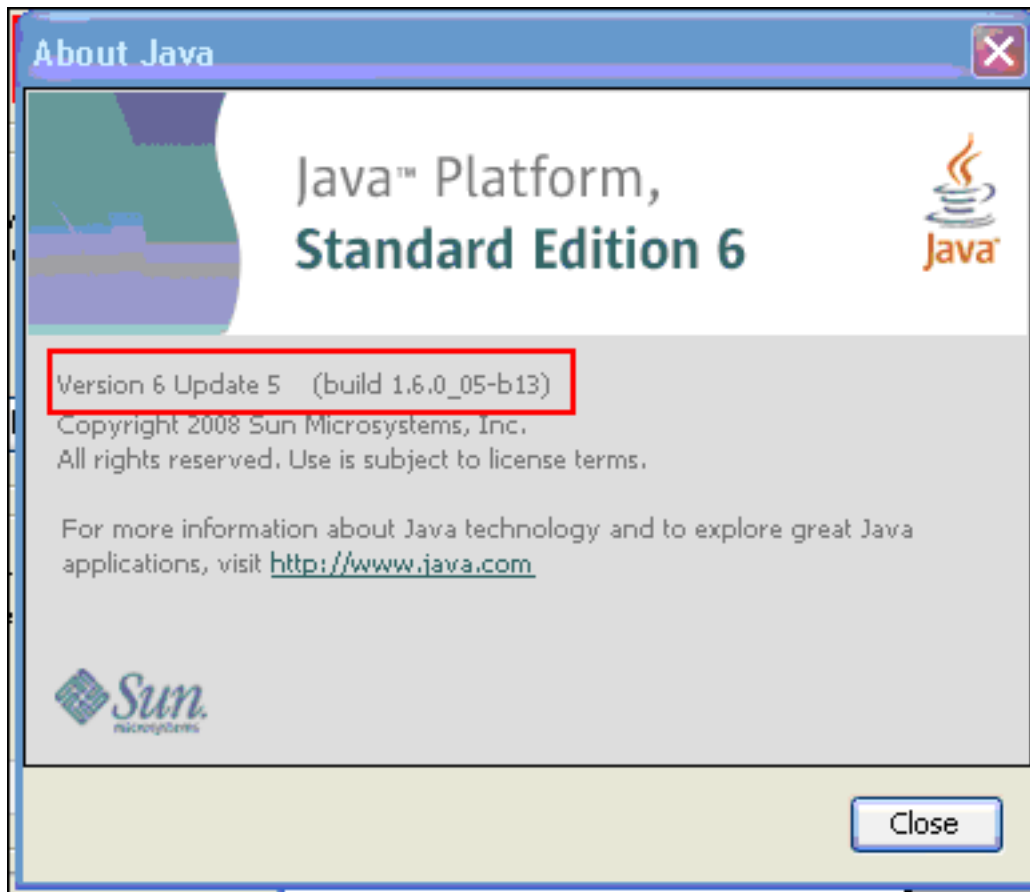 About Java
Java™ Platform,
Standard Edition 6
Java
Version 6 Update 5 (build 1.6.0_05-b13)
Copyright 2008 Sun Microsystems, Inc.
All rights reserved. Use is subject to license terms.
For more information about Java technology and to explore great Java
applications, visit http://www.java.com
Sun
microsystems
Close